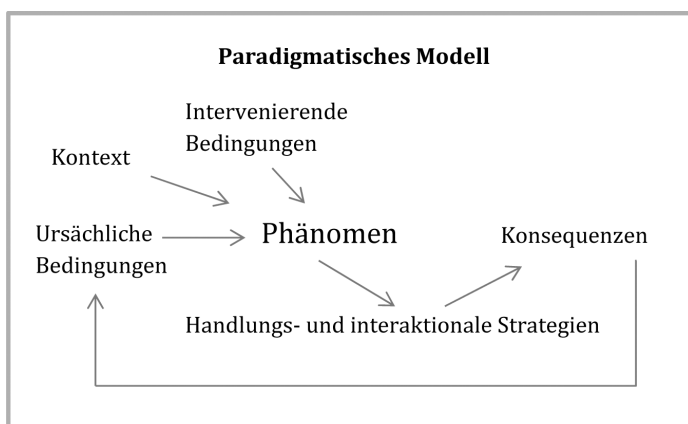 Paradigmatisches Modell
Intervenierende
Bedingungen
Kontext
Ursächliche
Bedingungen
Phänomen
Konsequenzen
Handlungs- und interaktionale Strategien